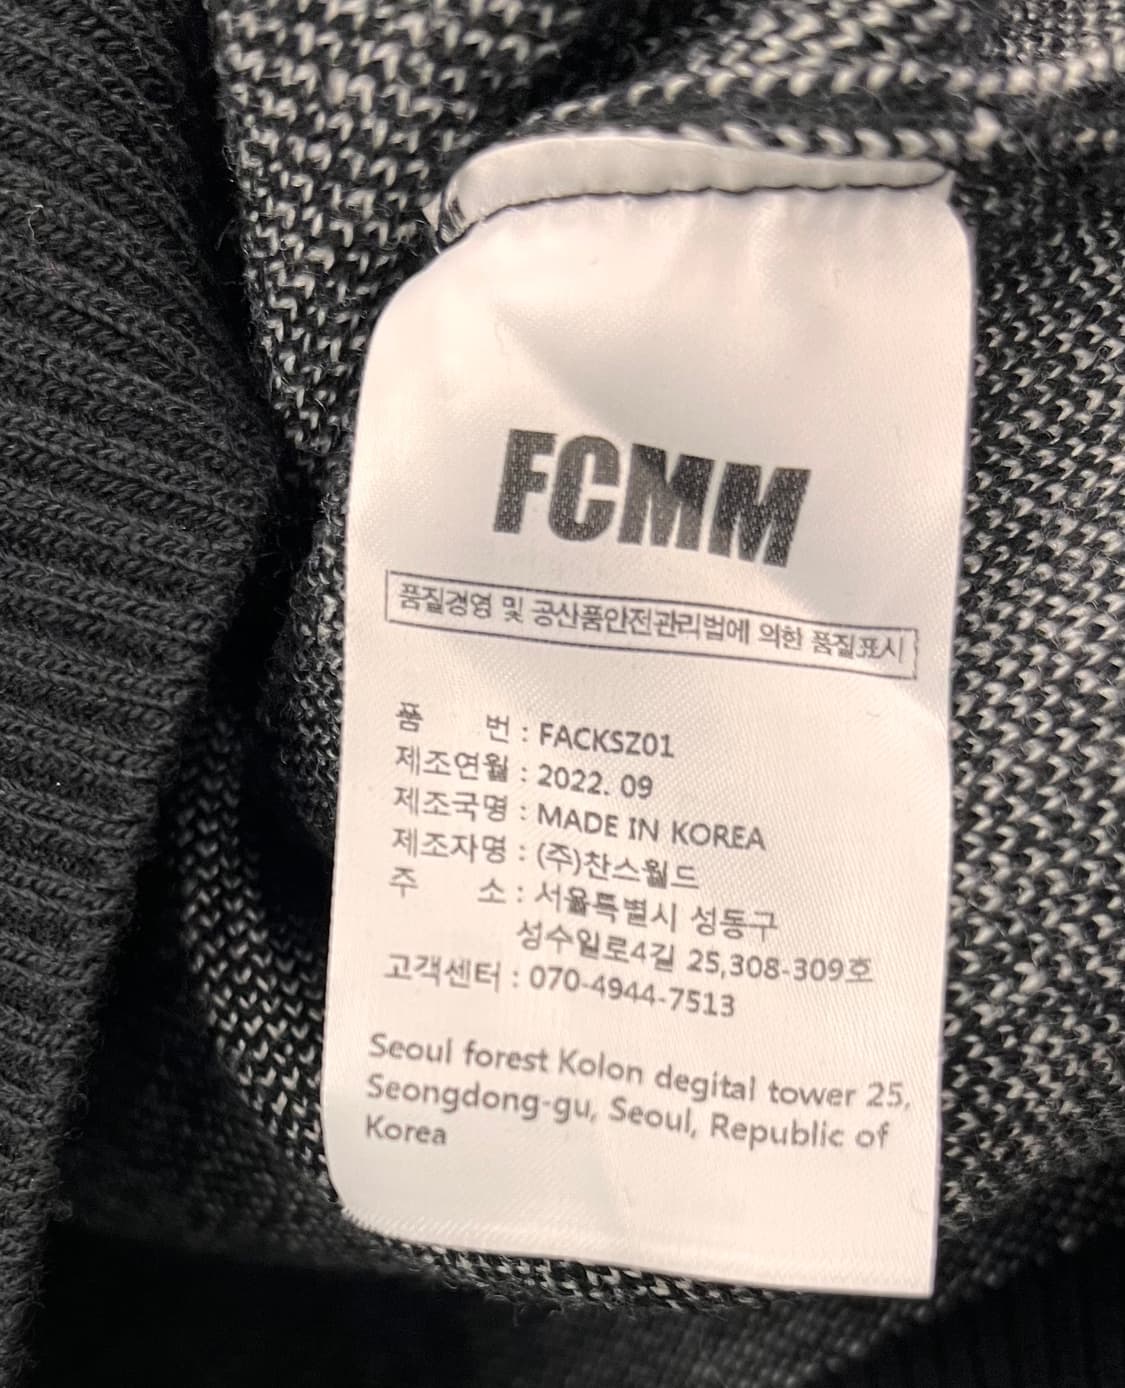 FCMM
품질경영 및 공산품안전관리법에 의한 품질표시
품 번 : FACKSZ01
제조연월 : 2022. 09
제조국명 : MADE IN KOREA
제조자명 : (주)찬스월드
주 소 : 서울특별시 성동구
성수일로4길 25,308-309호
고객센터 : 070-4944-7513
Seoul forest Kolon degital tower 25,
Seongdong-gu, Seoul, Republic of
Korea